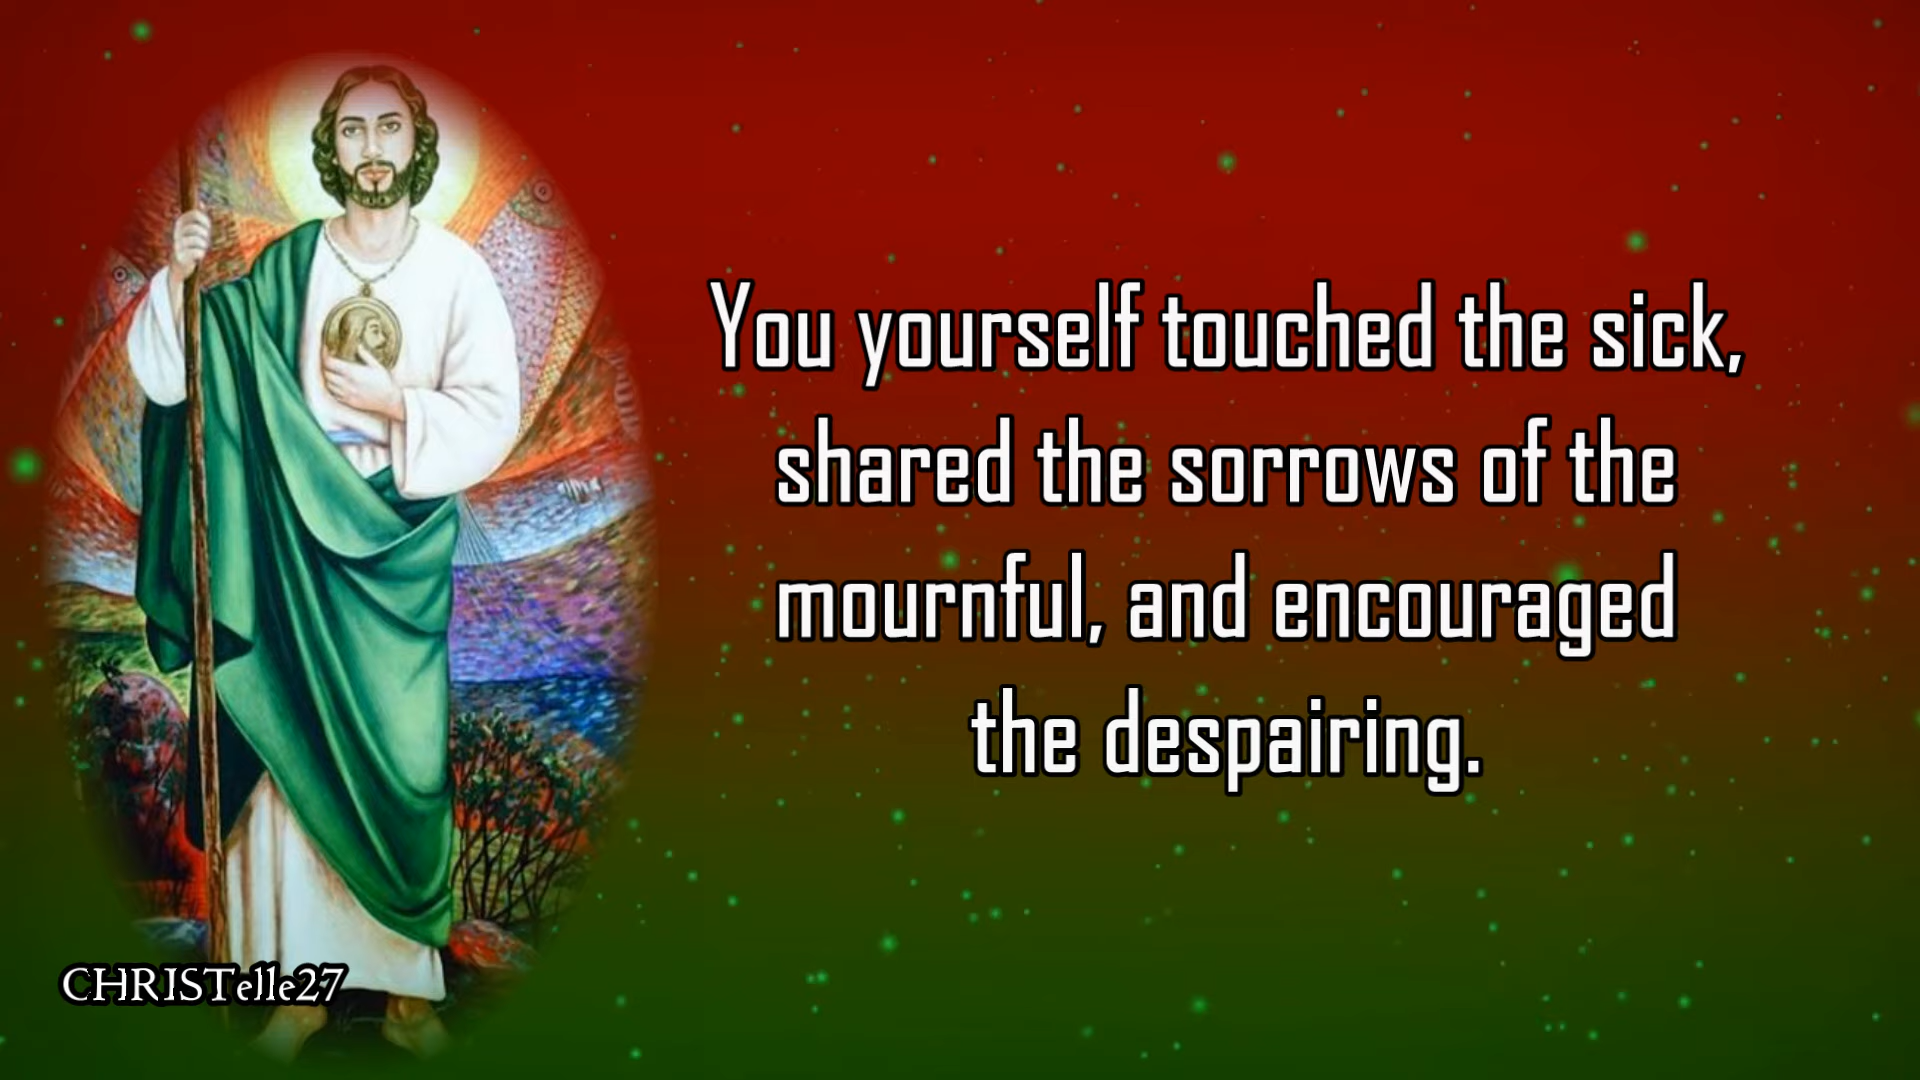 You yourself touched the sick,
shared the sorrows of the
mournful, and encouraged
the despairing.
CHRISTelle27